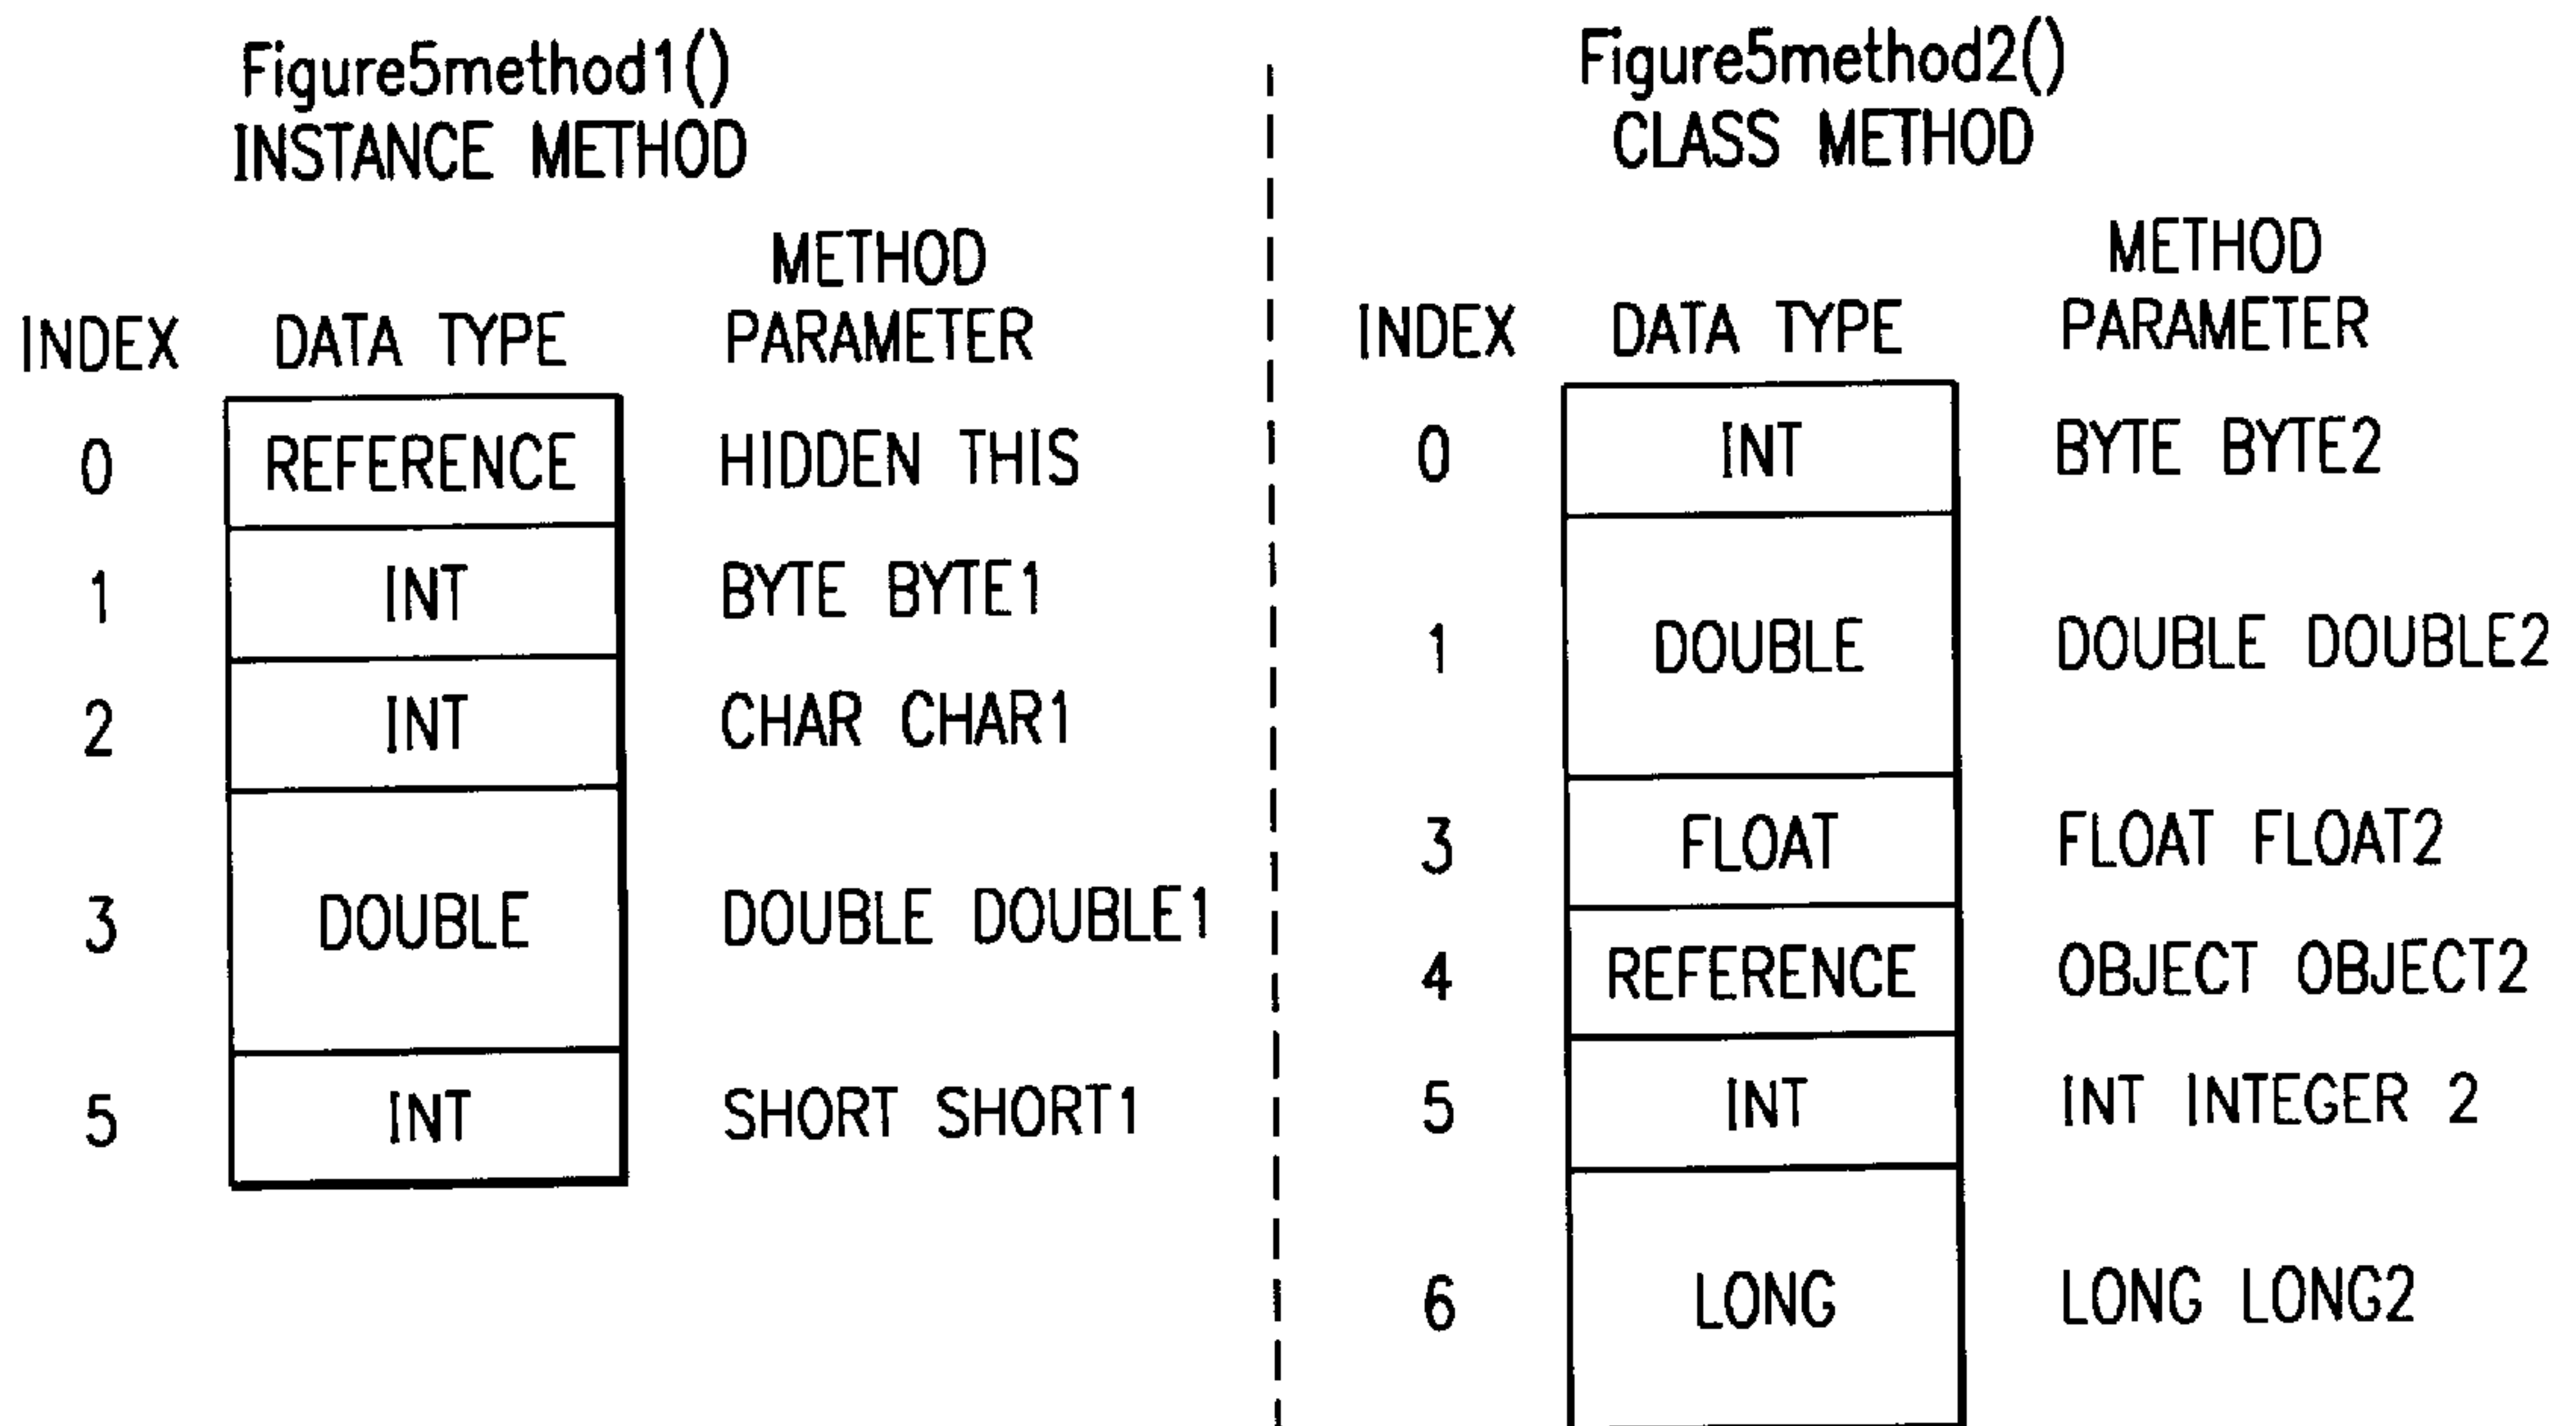 Figure5method1()
INSTANCE METHOD
METHOD
INDEX DATA TYPE PARAMETER
0 REFERENCE HIDDEN THIS
1 INT BYTE BYTE1
2 INT CHAR CHAR1
3 DOUBLE DOUBLE DOUBLE1
5 INT SHORT SHORT1
Figure5method2()
CLASS METHOD
METHOD
INDEX DATA TYPE PARAMETER
0 INT BYTE BYTE2
1 DOUBLE DOUBLE DOUBLE2
3 FLOAT FLOAT FLOAT2
4 REFERENCE OBJECT OBJECT2
5 INT INT INTEGER 2
6 LONG LONG LONG2